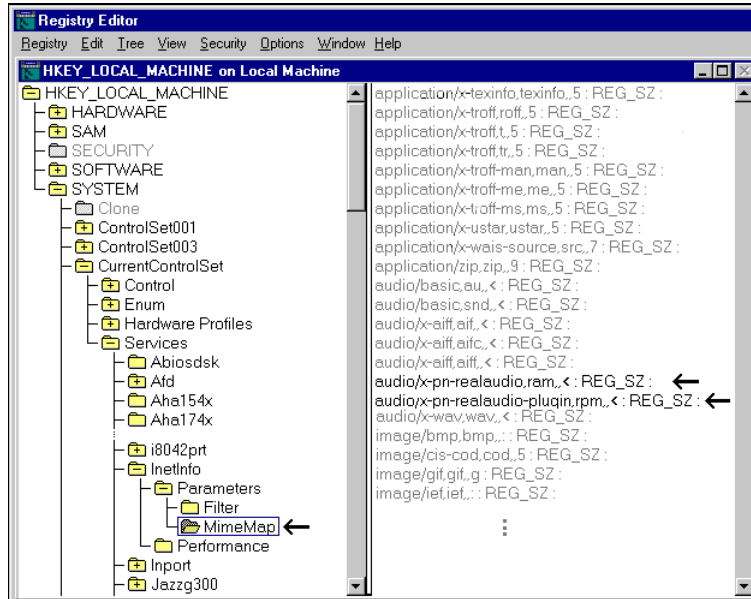 Registry Editor
Registry Edit Tree View Security Options Window Help
HKEY_LOCAL_MACHINE on Local Machine
HKEY_LOCAL_MACHINE
HARDWARE
SAM
SECURITY
SOFTWARE
SYSTEM
Clone
ControlSet001
ControlSet003
CurrentControlSet
Control
Enum
Hardware Profiles
Services
Abiosdsk
Afd
Aha154x
Aha174x
i8042prt
InetInfo
Parameters
Filter
MimeMap
Performance
Inport
Jazzg300
application/x-texinfo,texinfo,,5 : REG_SZ :
application/x-troff,roff,,5 : REG_SZ :
application/x-troff,t,,5 : REG_SZ :
application/x-troff,tr,,5 : REG_SZ :
application/x-troff-man,man,,5 : REG_SZ :
application/x-troff-me,me,,5 : REG_SZ :
application/x-troff-ms,ms,,5 : REG_SZ :
application/x-ustar,ustar,,5 : REG_SZ :
application/x-wais-source,src,,7 : REG_SZ :
application/zip,zip,,9 : REG_SZ :
audio/basic,au,,< : REG_SZ :
audio/basic,snd,,< : REG_SZ :
audio/x-aiff,aif,,< : REG_SZ :
audio/x-aiff,aifc,,< : REG_SZ :
audio/x-aiff,aiff,,< : REG_SZ :
audio/x-pn-realaudio,ram,,< : REG_SZ :
audio/x-pn-realaudio-plugin,rpm,,< : REG_SZ :
audio/x-wav,wav,,< : REG_SZ :
image/bmp,bmp,,: : REG_SZ :
image/cis-cod,cod,,5 : REG_SZ :
image/gif,gif,,g : REG_SZ :
image/ief,ief,,: : REG_SZ :